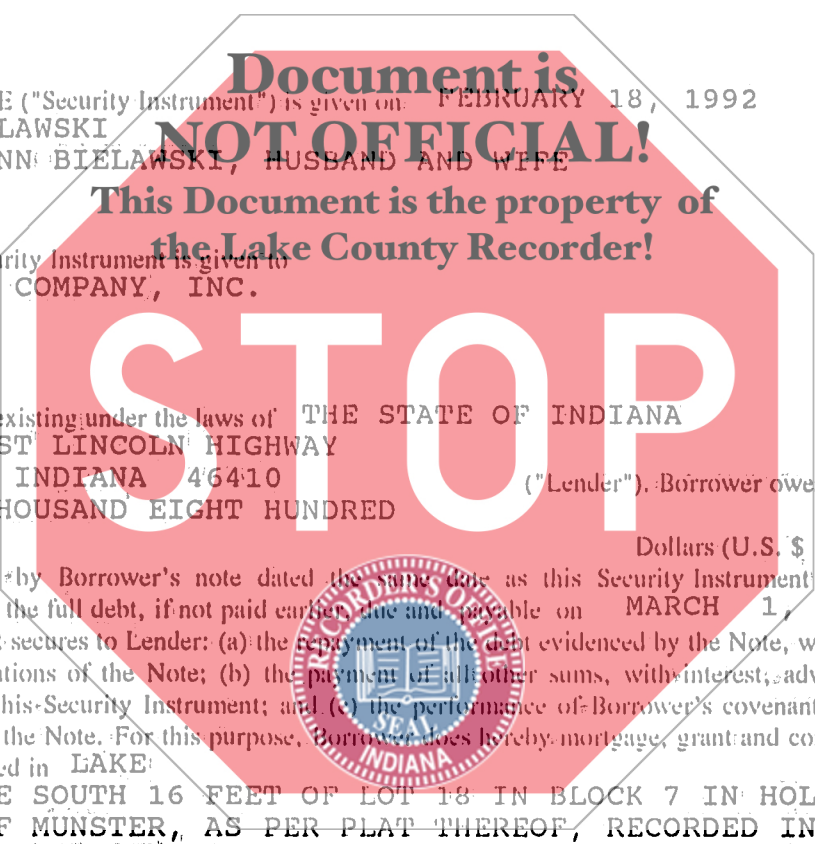 Document is
E ("Security Instrument") is given on FEBRUARY 18, 1992
LAWSKI
NOT OFFICIAL!
NN BIELAWSKI, HUSBAND AND WIFE
This Document is the property of
the Lake County Recorder!
urity Instrument is given to
COMPANY, INC.
STOP
existing under the laws of THE STATE OF INDIANA
ST LINCOLN HIGHWAY
INDIANA 46410 ("Lender"). Borrower owe
HOUSAND EIGHT HUNDRED
Dollars (U.S. $
by Borrower's note dated the same date as this Security Instrument
the full debt, if not paid earlier, due and payable on MARCH 1,
secures to Lender: (a) the repayment of the debt evidenced by the Note, w
ations of the Note; (b) the payment of all other sums, with interest, adv
his Security Instrument; and (c) the performance of Borrower's covenant
the Note. For this purpose, Borrower does hereby mortgage, grant and co
ed in LAKE
RECORDER'S OFFICE
SEAL
INDIANA
E SOUTH 16 FEET OF LOT 18 IN BLOCK 7 IN HOL
F MUNSTER, AS PER PLAT THEREOF, RECORDED IN